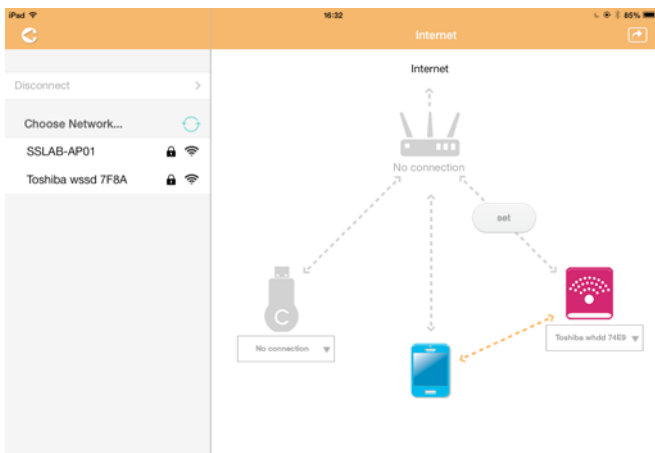 iPad
16:32
85%
Internet
Disconnect
Choose Network...
SSLAB-AP01
Toshiba wssd 7F8A
Internet
No connection
set
C
No connection
Toshiba whdd 74E9